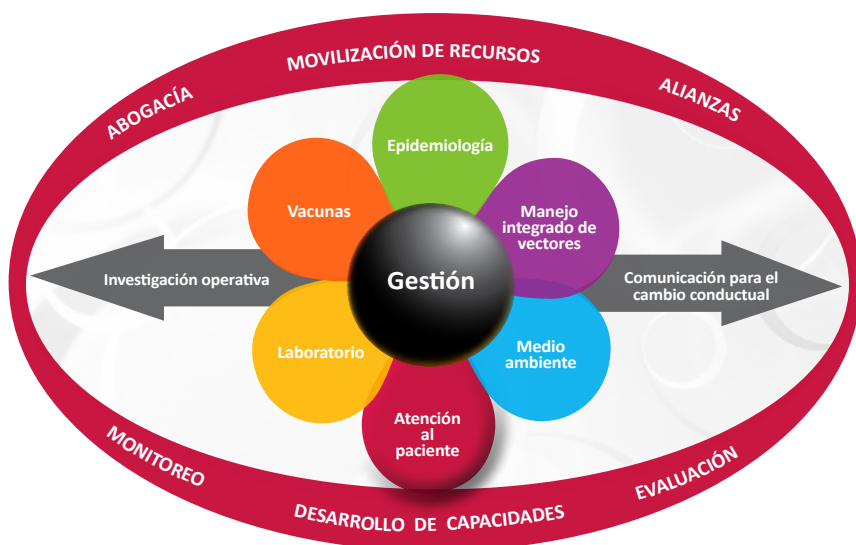 MOVILIZACIÓN DE RECURSOS
ABOGACÍA
ALIANZAS
Epidemiología
Vacunas
Manejo
integrado de
vectores
Investigación operativa
Gestión
Comunicación para el
cambio conductual
Laboratorio
Medio
ambiente
Atención
al
paciente
MONITOREO
EVALUACIÓN
DESARROLLO DE CAPACIDADES